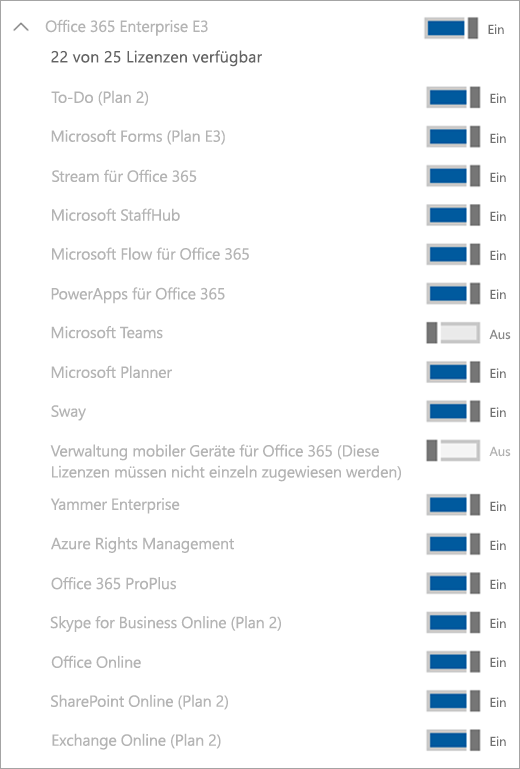 Office 365 Enterprise E3 Ein
22 von 25 Lizenzen verfügbar
To-Do (Plan 2) Ein
Microsoft Forms (Plan E3) Ein
Stream für Office 365 Ein
Microsoft StaffHub Ein
Microsoft Flow für Office 365 Ein
PowerApps für Office 365 Ein
Microsoft Teams Aus
Microsoft Planner Ein
Sway Ein
Verwaltung mobiler Geräte für Office 365 (Diese Aus
Lizenzen müssen nicht einzeln zugewiesen werden)
Yammer Enterprise Ein
Azure Rights Management Ein
Office 365 ProPlus Ein
Skype for Business Online (Plan 2) Ein
Office Online Ein
SharePoint Online (Plan 2) Ein
Exchange Online (Plan 2) Ein